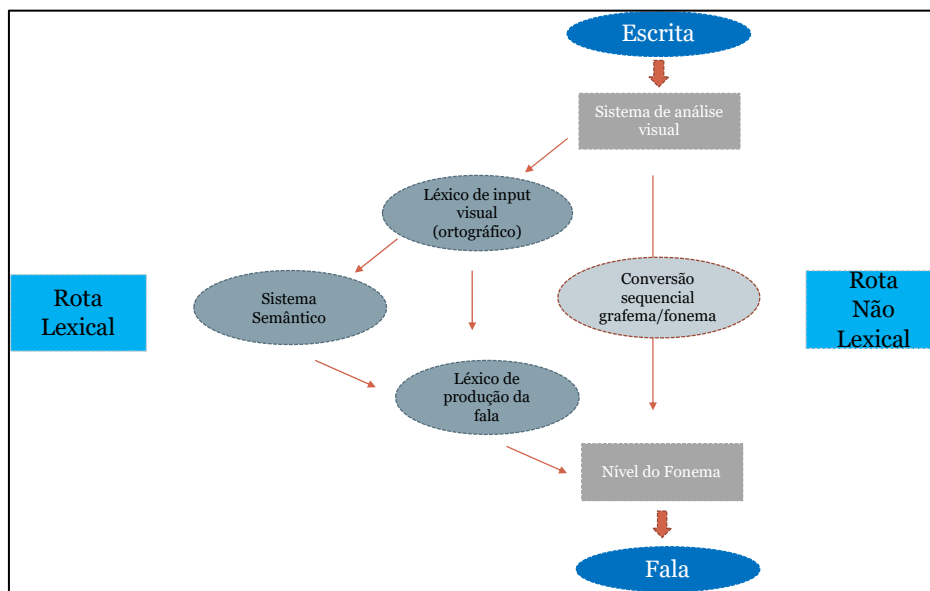 Escrita
Sistema de análise
visual
Léxico de input
visual
(ortográfico)
Rota
Lexical
Sistema
Semântico
Conversão
sequencial
grafema/fonema
Rota
Não
Lexical
Léxico de
produção da
fala
Nível do Fonema
Fala